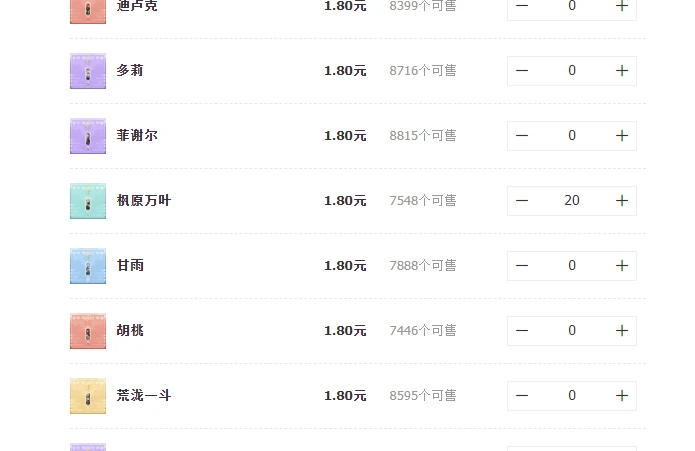 迪卢克 1.80元 8399个可售 — 0 +
多莉 1.80元 8716个可售 — 0 +
菲谢尔 1.80元 8815个可售 — 0 +
枫原万叶 1.80元 7548个可售 — 20 +
甘雨 1.80元 7888个可售 — 0 +
胡桃 1.80元 7446个可售 — 0 +
荒泷一斗 1.80元 8595个可售 — 0 +